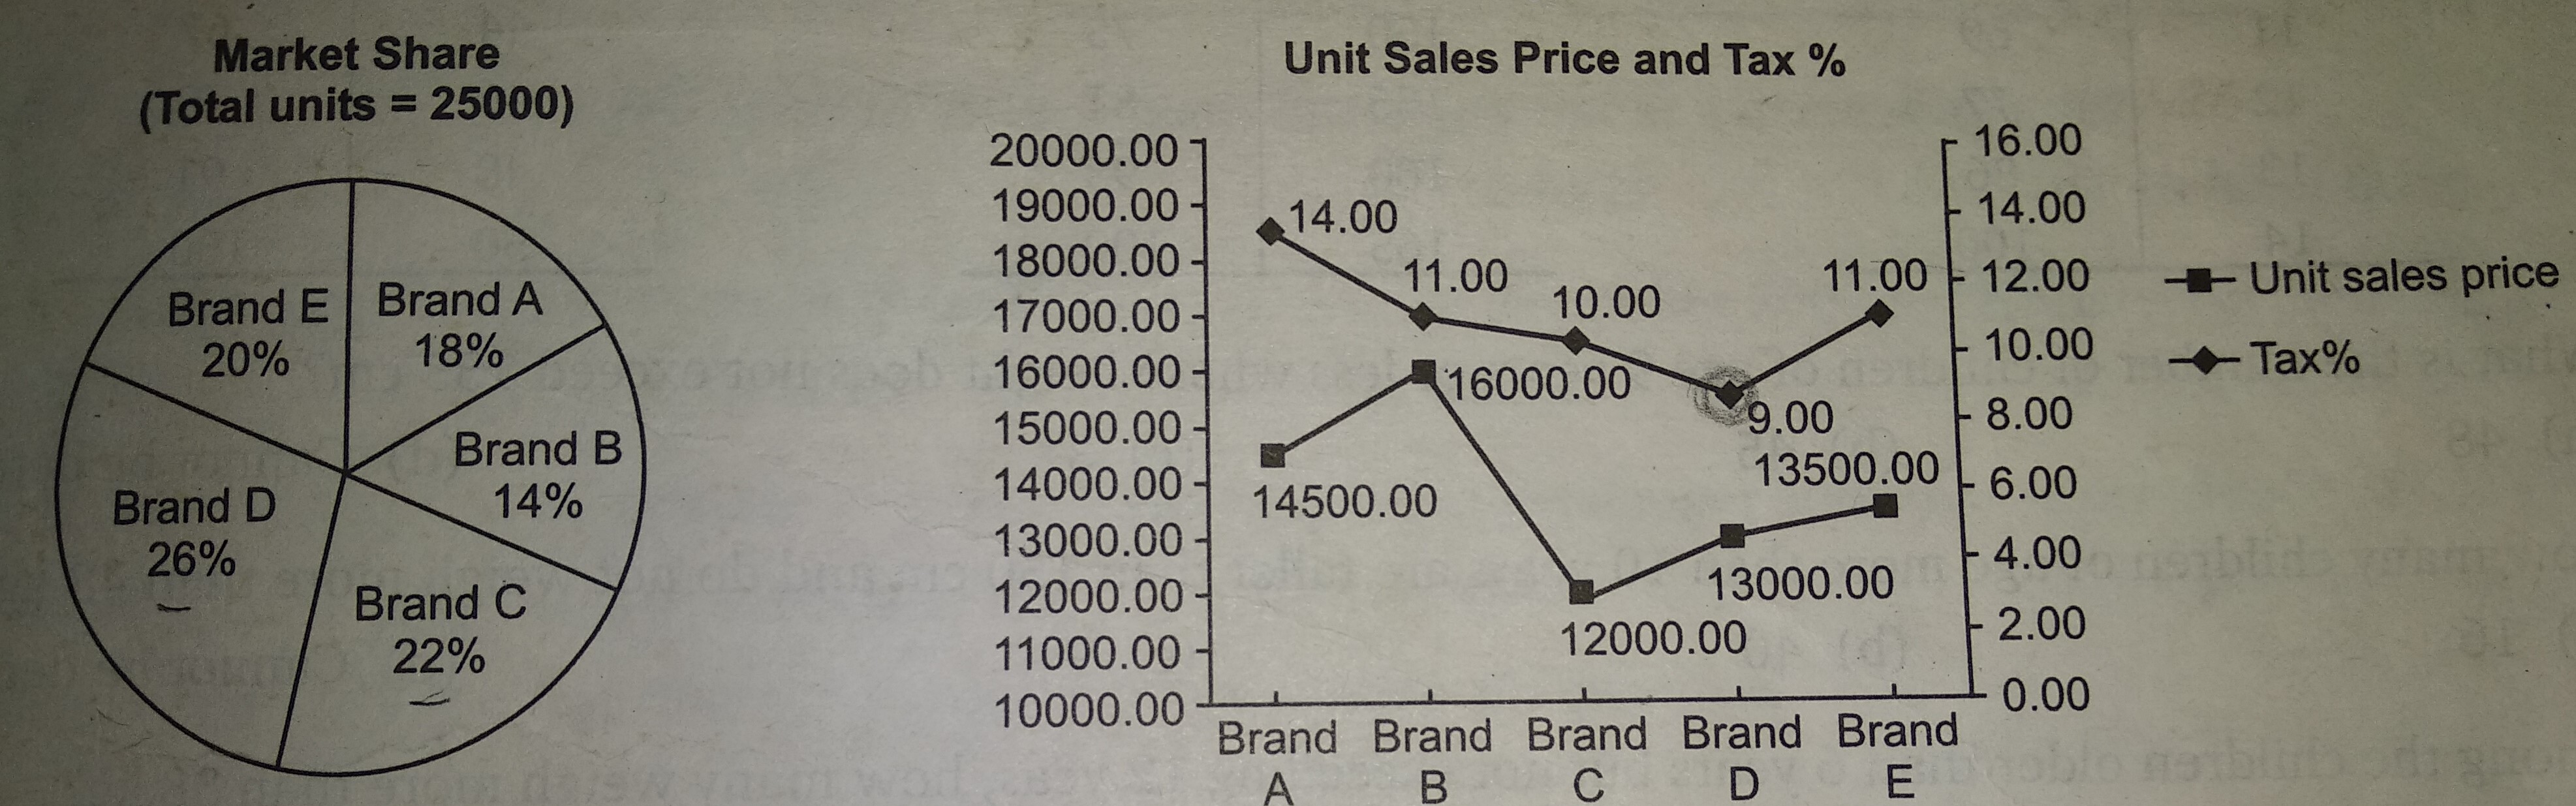 Market Share
(Total units = 25000)
Brand E
20%
Brand A
18%
Brand B
14%
Brand D
26%
Brand C
22%
Unit Sales Price and Tax %
20000.00
19000.00
18000.00
17000.00
16000.00
15000.00
14000.00
13000.00
12000.00
11000.00
10000.00
14.00
11.00
10.00
9.00
11.00
14500.00
16000.00
12000.00
13000.00
13500.00
16.00
14.00
12.00
10.00
8.00
6.00
4.00
2.00
0.00
Brand A
Brand B
Brand C
Brand D
Brand E
Unit sales price
Tax%